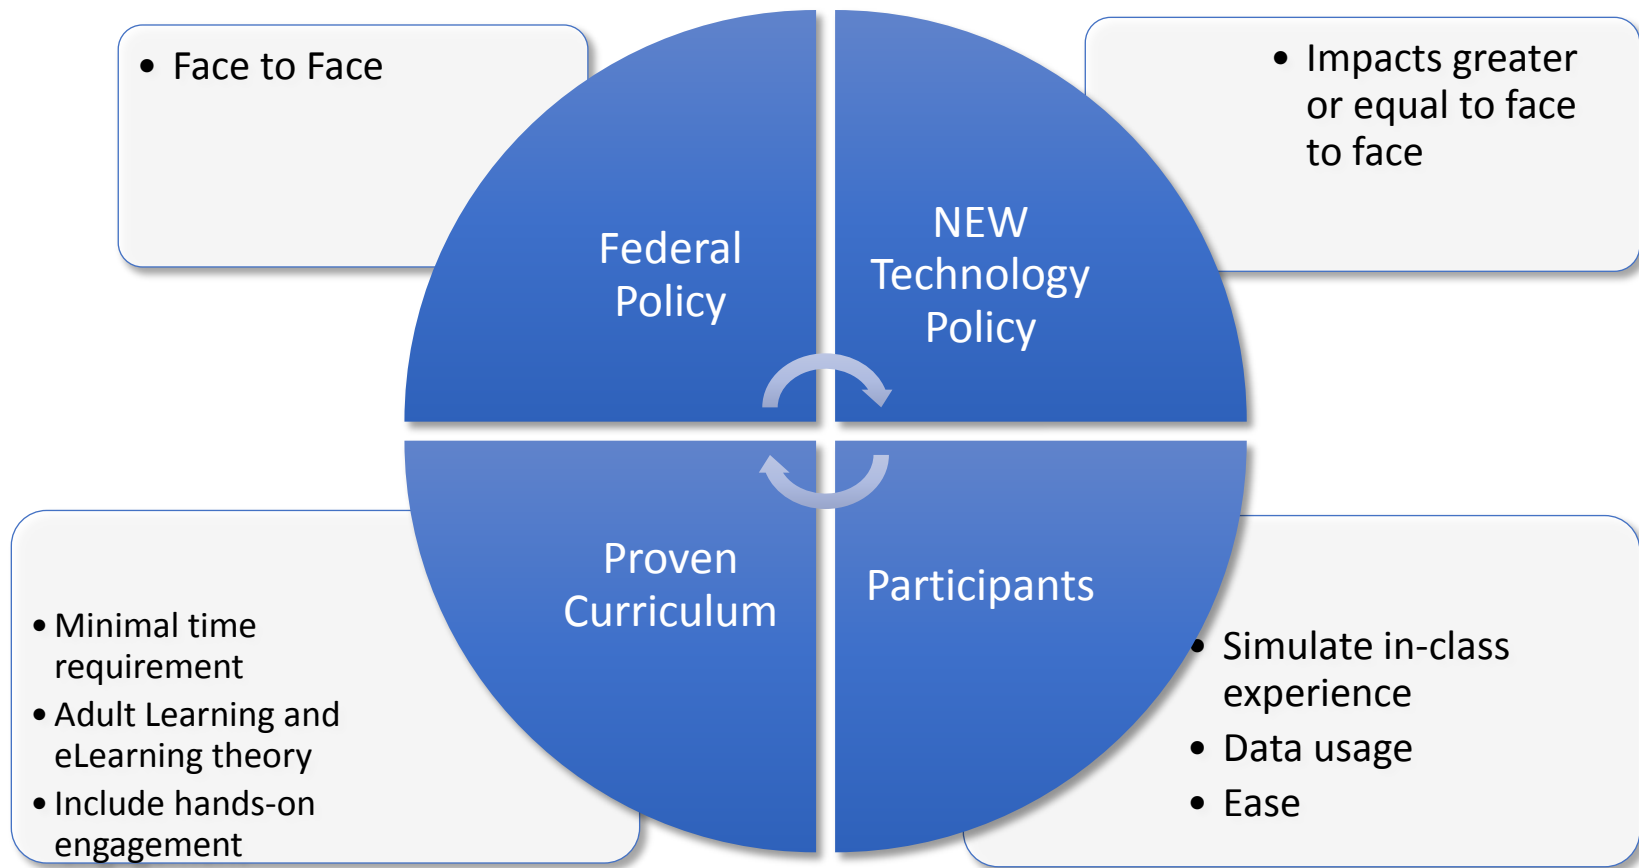 • Face to Face
Federal
Policy
NEW
Technology
Policy
• Impacts greater
or equal to face
to face
Proven
Curriculum
• Minimal time
requirement
• Adult Learning and
eLearning theory
• Include hands-on
engagement
Participants
• Simulate in-class
experience
• Data usage
• Ease